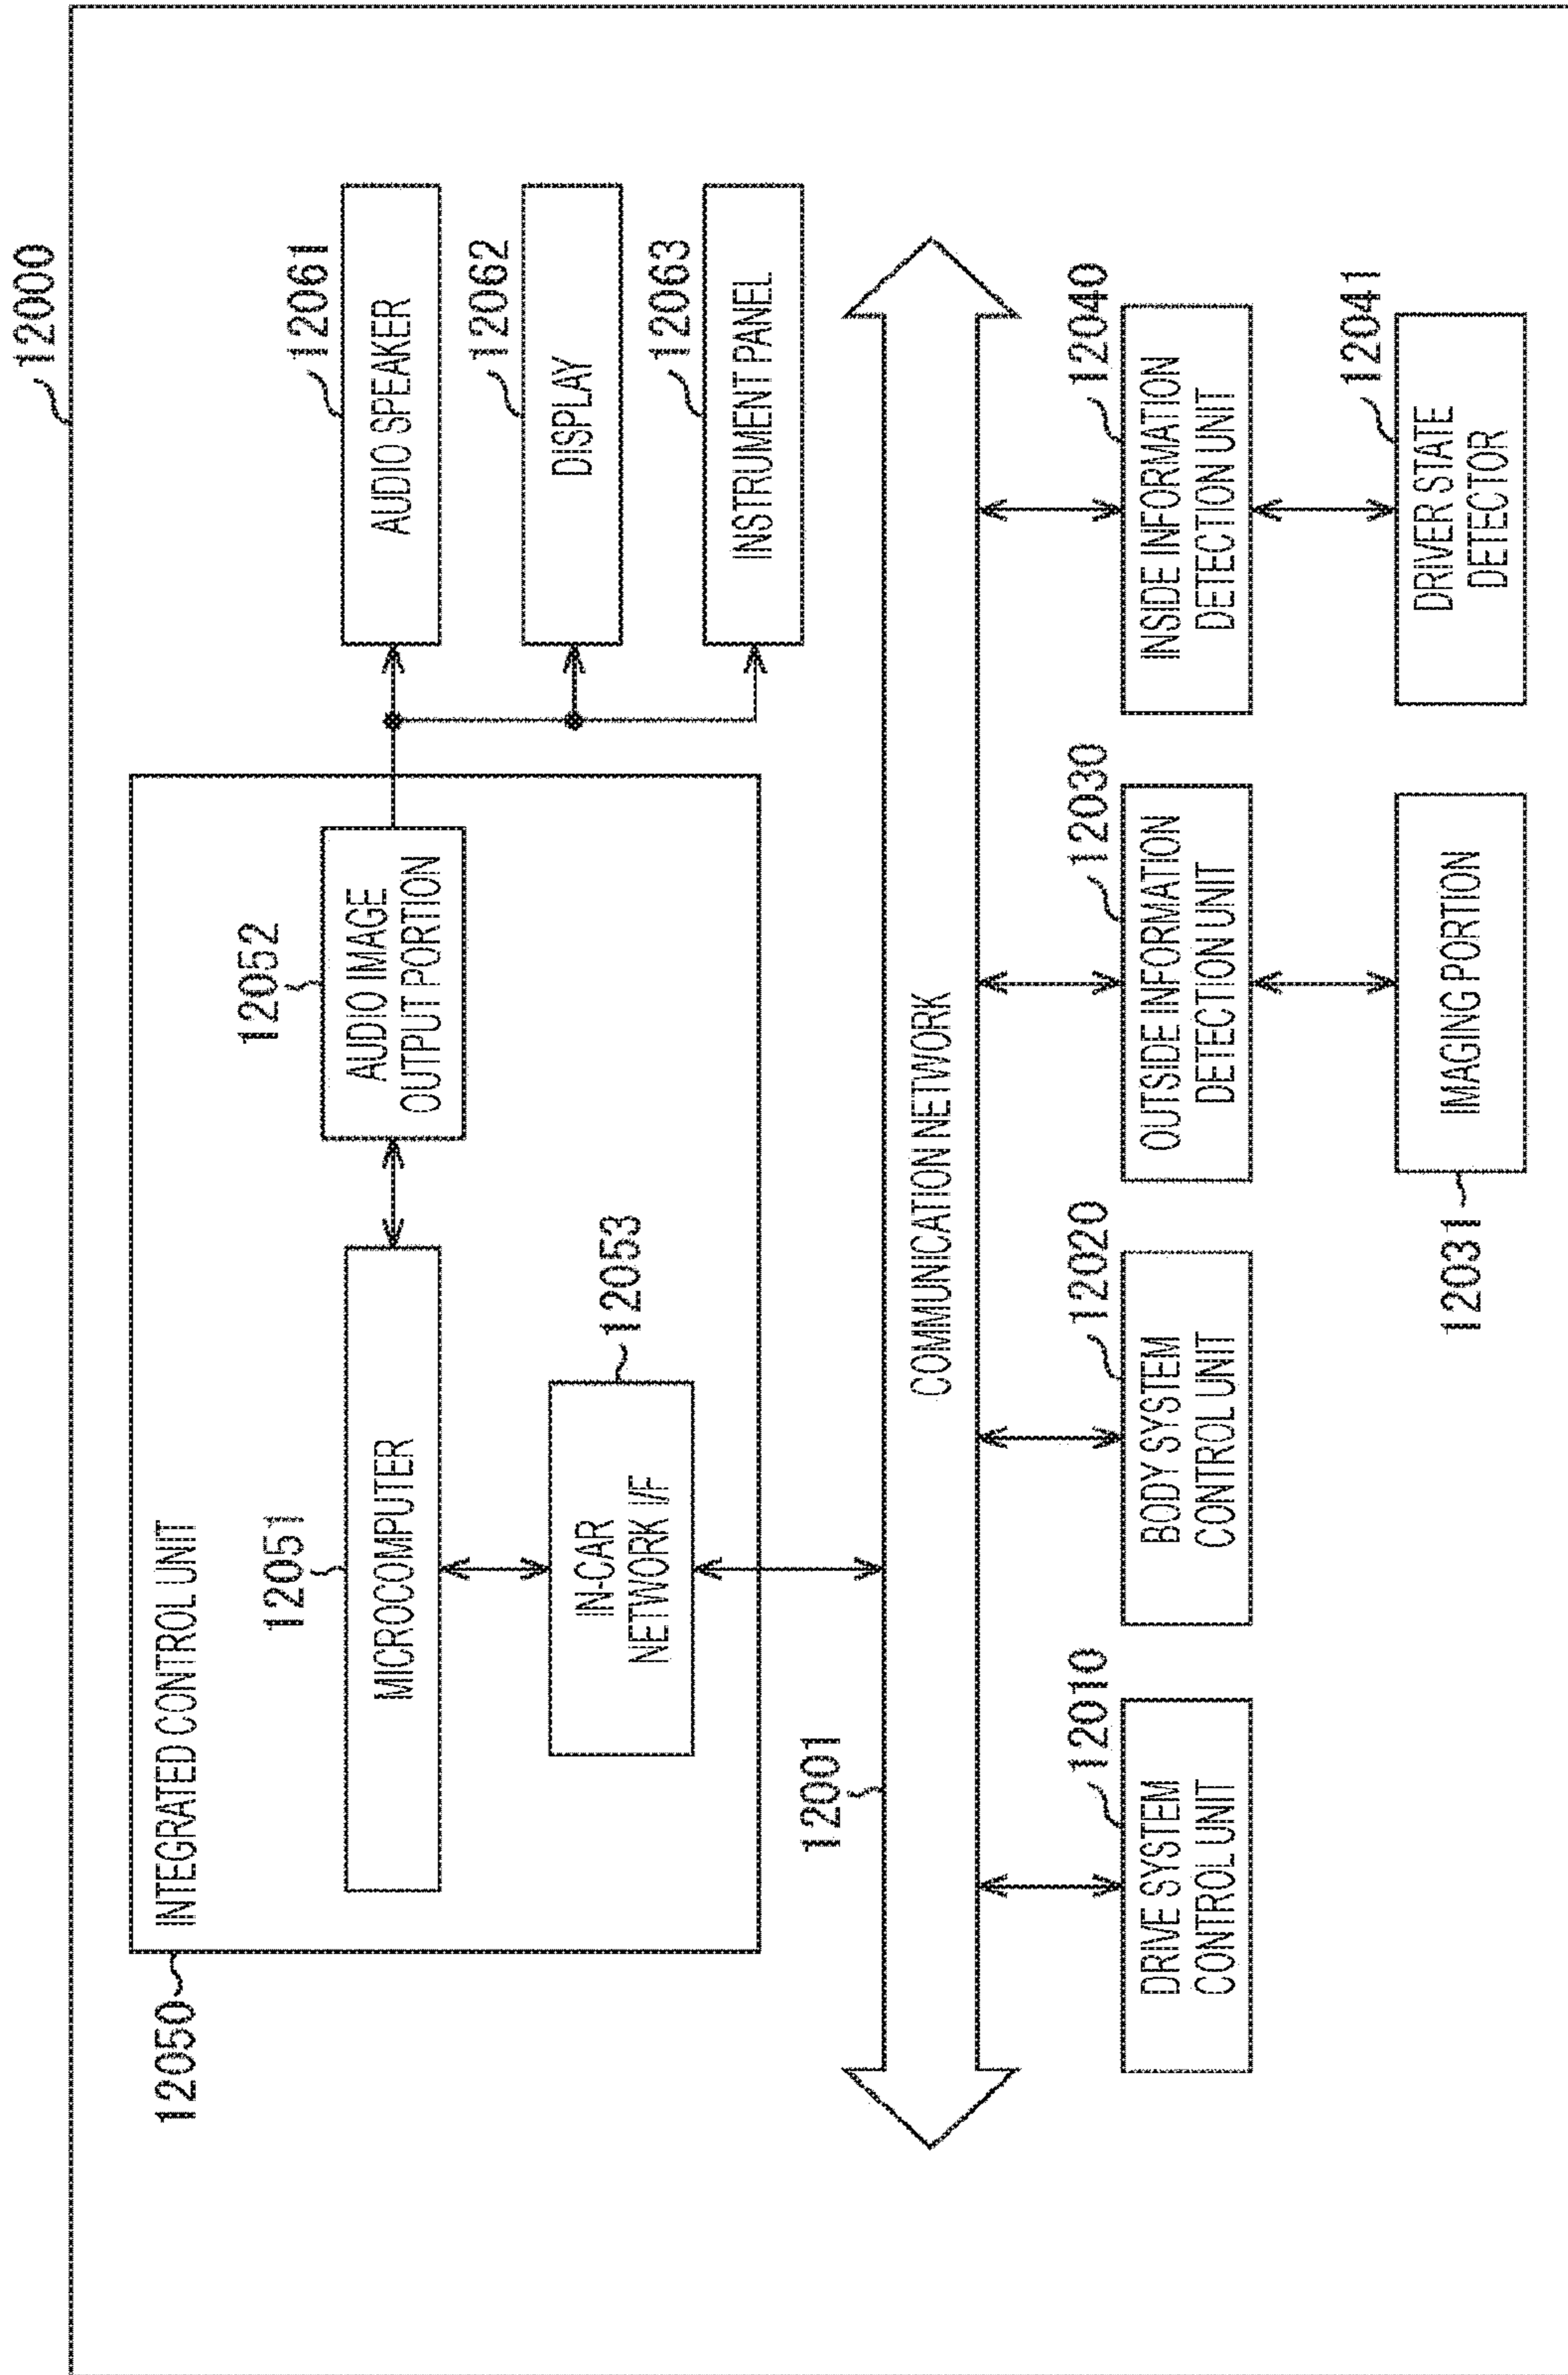 12000
12050
INTEGRATED CONTROL UNIT
12051
MICROCOMPUTER
12052
AUDIO IMAGE
OUTPUT PORTION
12053
IN-CAR
NETWORK I/F
12061
AUDIO SPEAKER
12062
DISPLAY
12063
INSTRUMENT PANEL
12001
COMMUNICATION NETWORK
12010
DRIVE SYSTEM
CONTROL UNIT
12020
BODY SYSTEM
CONTROL UNIT
12030
OUTSIDE INFORMATION
DETECTION UNIT
12040
INSIDE INFORMATION
DETECTION UNIT
12031
IMAGING PORTION
12041
DRIVER STATE
DETECTOR